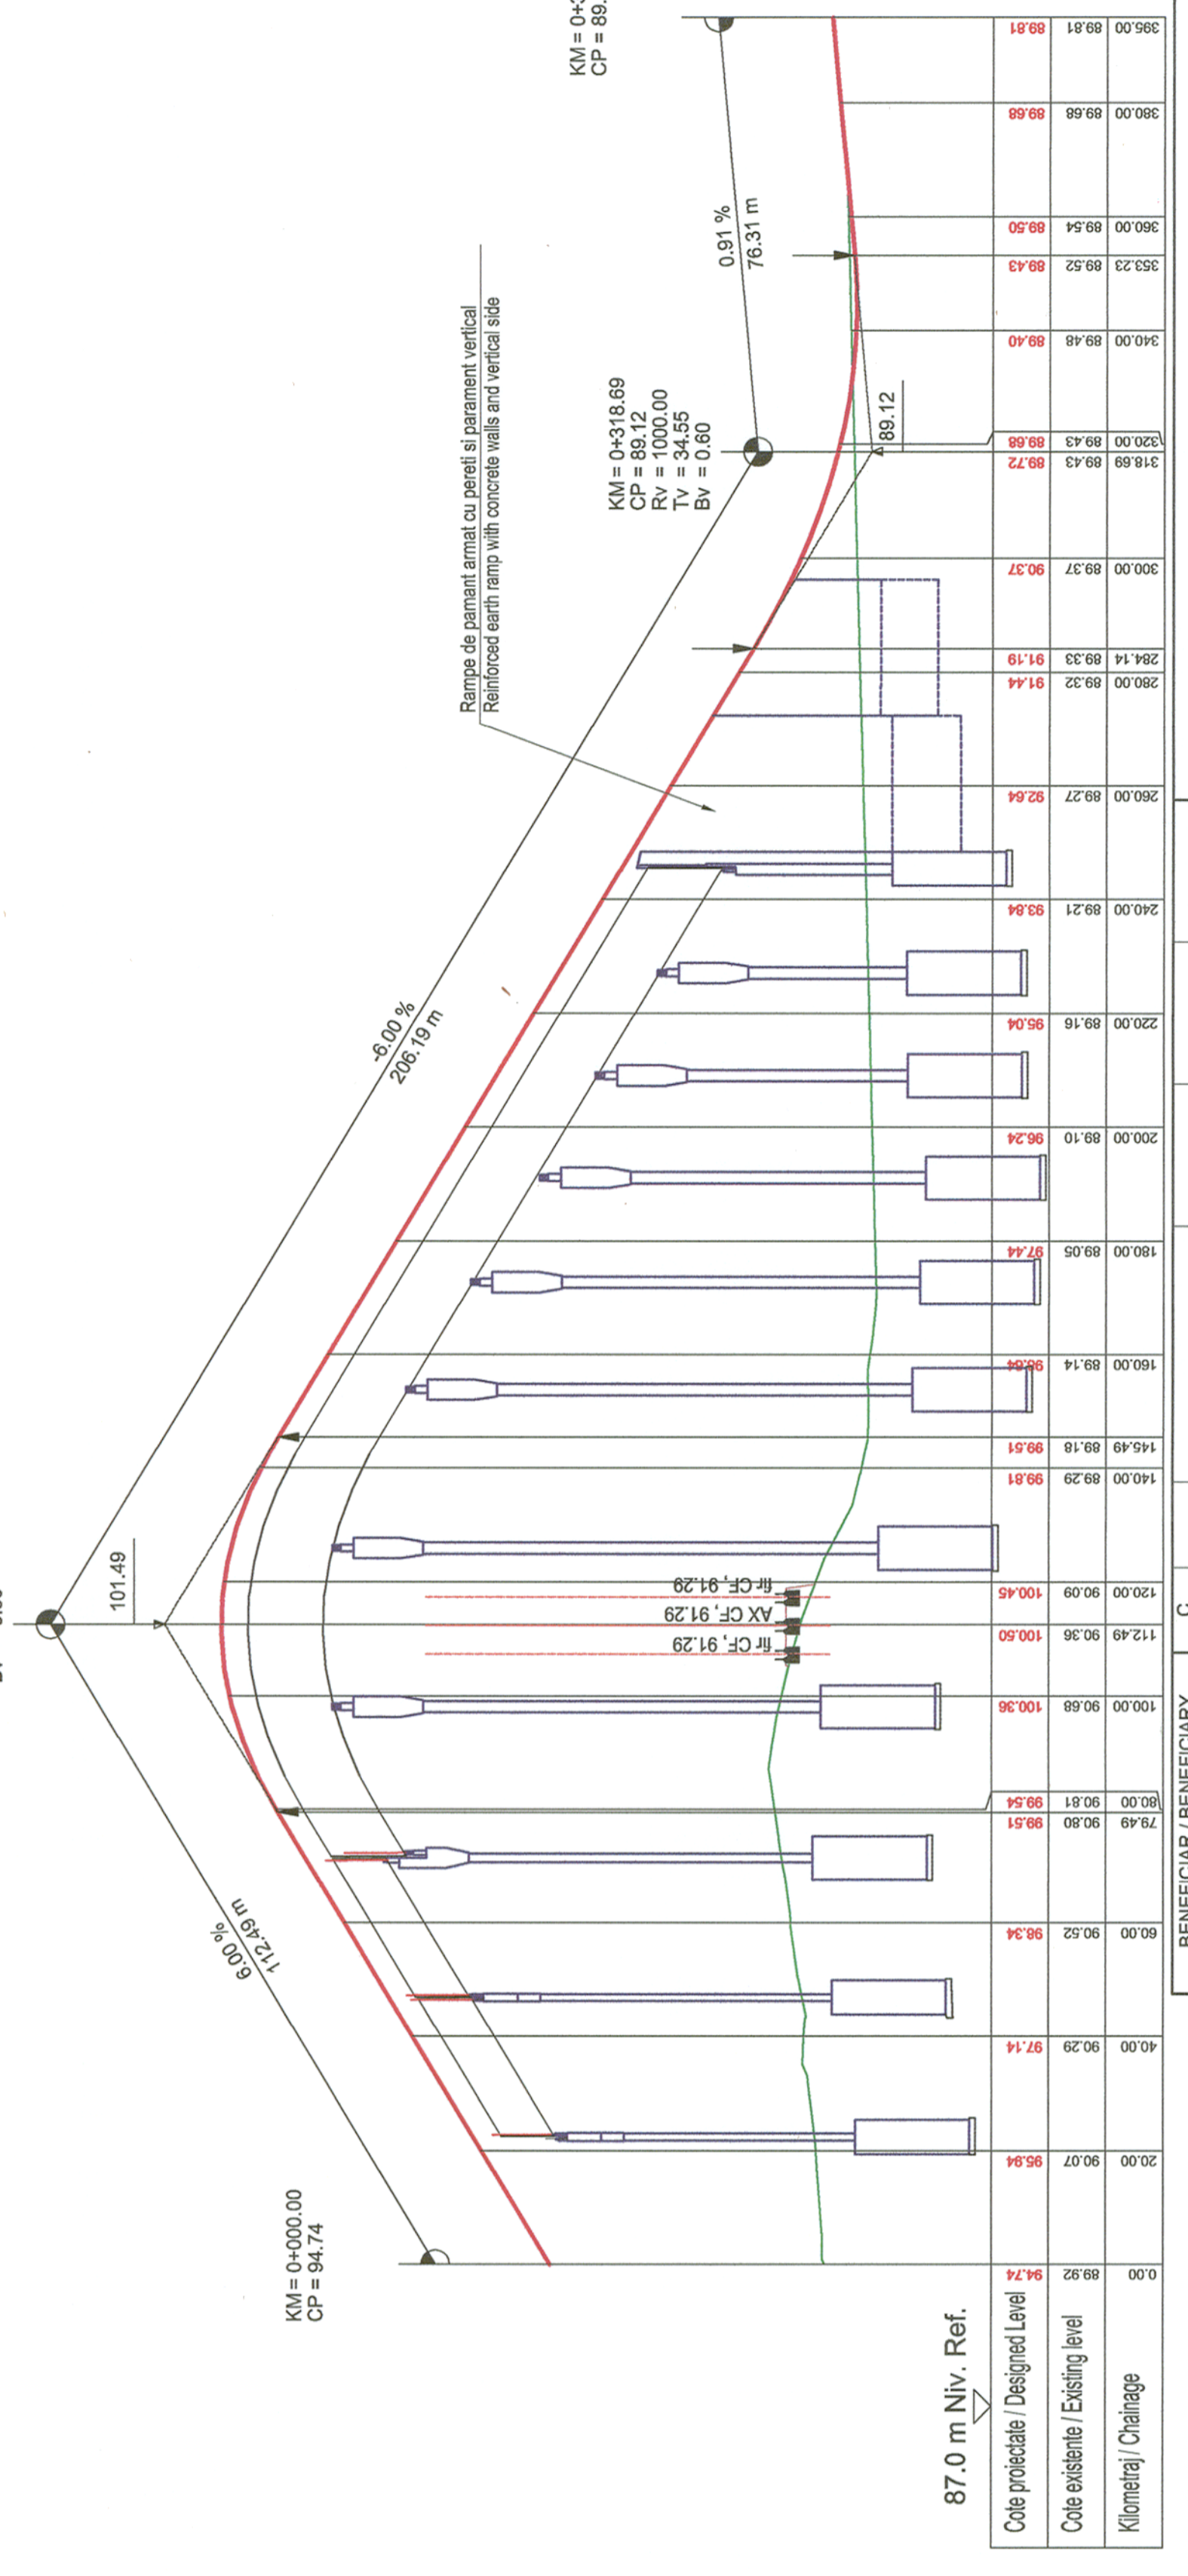 KM = 0+000.00
CP = 94.74
6.00 %
112.49 m
101.49
-6.00 %
206.19 m
Rampe de pamant armat cu pereti si parament vertical
Reinforced earth ramp with concrete walls and vertical side
KM = 0+318.69
CP = 89.12
Rv = 1000.00
Tv = 34.55
Bv = 0.60
89.12
0.91 %
76.31 m
KM = 0+
CP = 89.
fir CF, 91.29
AX CF, 91.29
fir CF, 91.29
87.0 m Niv. Ref.
Cote proiectate / Designed Level 94.74 95.94 97.14 98.34 99.51 99.54 100.36 100.50 100.45 99.81 99.51 98.64 97.44 96.24 95.04 93.84 92.64 91.44 91.19 90.37 89.72 89.68 89.40 89.43 89.50 89.68 89.81
Cote existente / Existing level 89.92 90.07 90.29 90.52 90.80 90.81 90.68 90.36 90.09 89.29 89.18 89.14 89.05 89.10 89.16 89.21 89.27 89.32 89.33 89.37 89.43 89.43 89.48 89.52 89.54 89.68 89.81
Kilometraj / Chainage 0.00 20.00 40.00 60.00 79.49 80.00 100.00 112.49 120.00 140.00 145.49 160.00 180.00 200.00 220.00 240.00 260.00 280.00 284.14 300.00 318.69 320.00 340.00 353.23 360.00 380.00 395.00
BENEFICIAR / BENEFICIARY
C